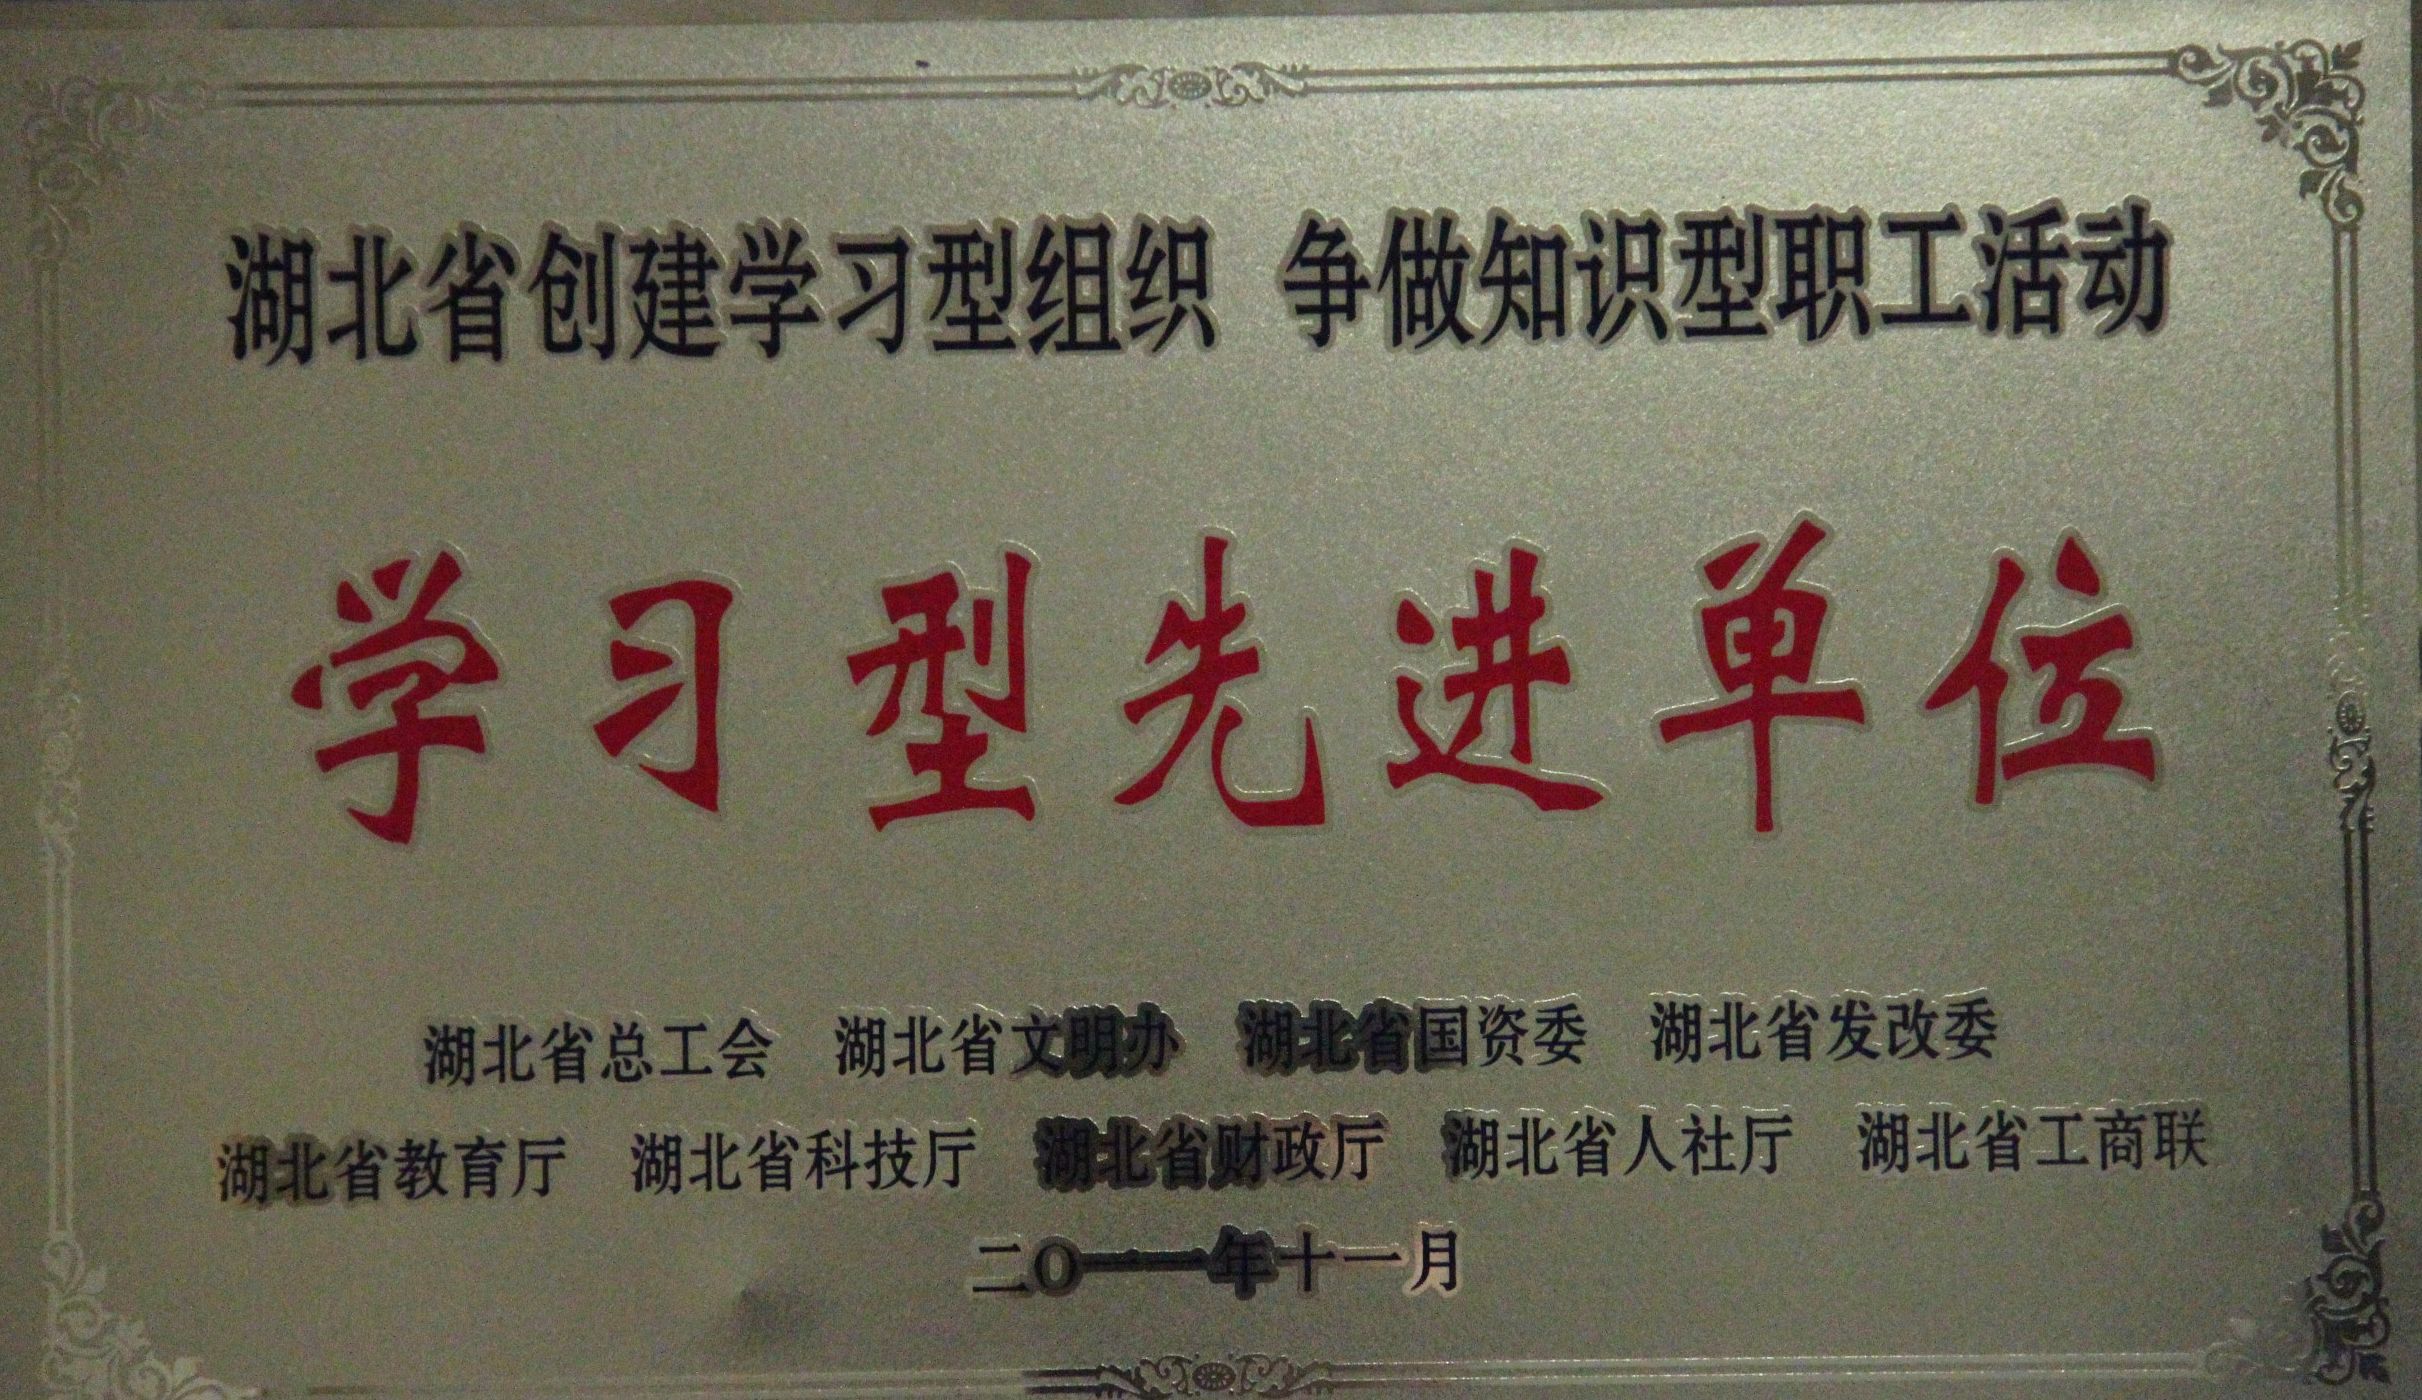 湖北省创建学习型组织 争做知识型职工活动
学习型先进单位
湖北省总工会 湖北省文明办 湖北省国资委 湖北省发改委
湖北省教育厅 湖北省科技厅 湖北省财政厅 湖北省人社厅 湖北省工商联
二O一一年十一月